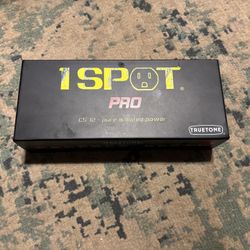 1 SPOT®
PRO
CS 12 - pure isolated power
TRUETONE